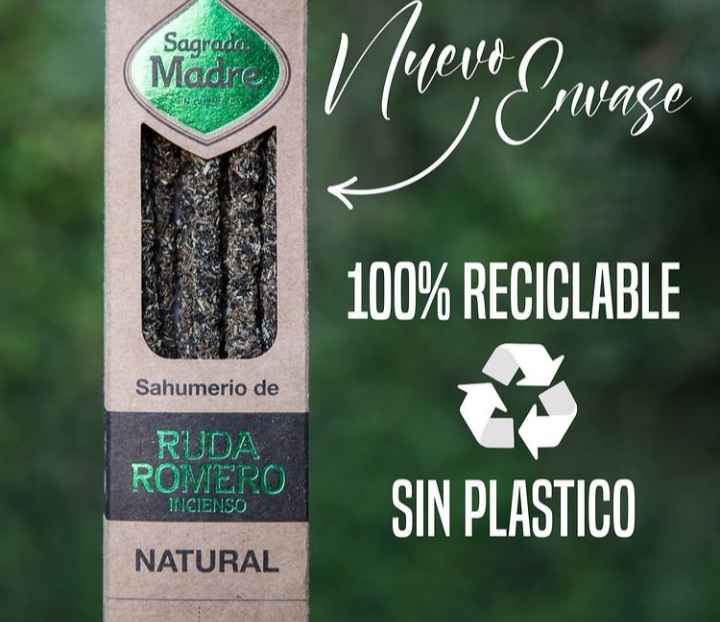 Sagrada
Madre
Nuevo
Envase
100% RECICLABLE
Sahumerio de
RUDA
ROMERO
INCIENSO
SIN PLASTICO
NATURAL